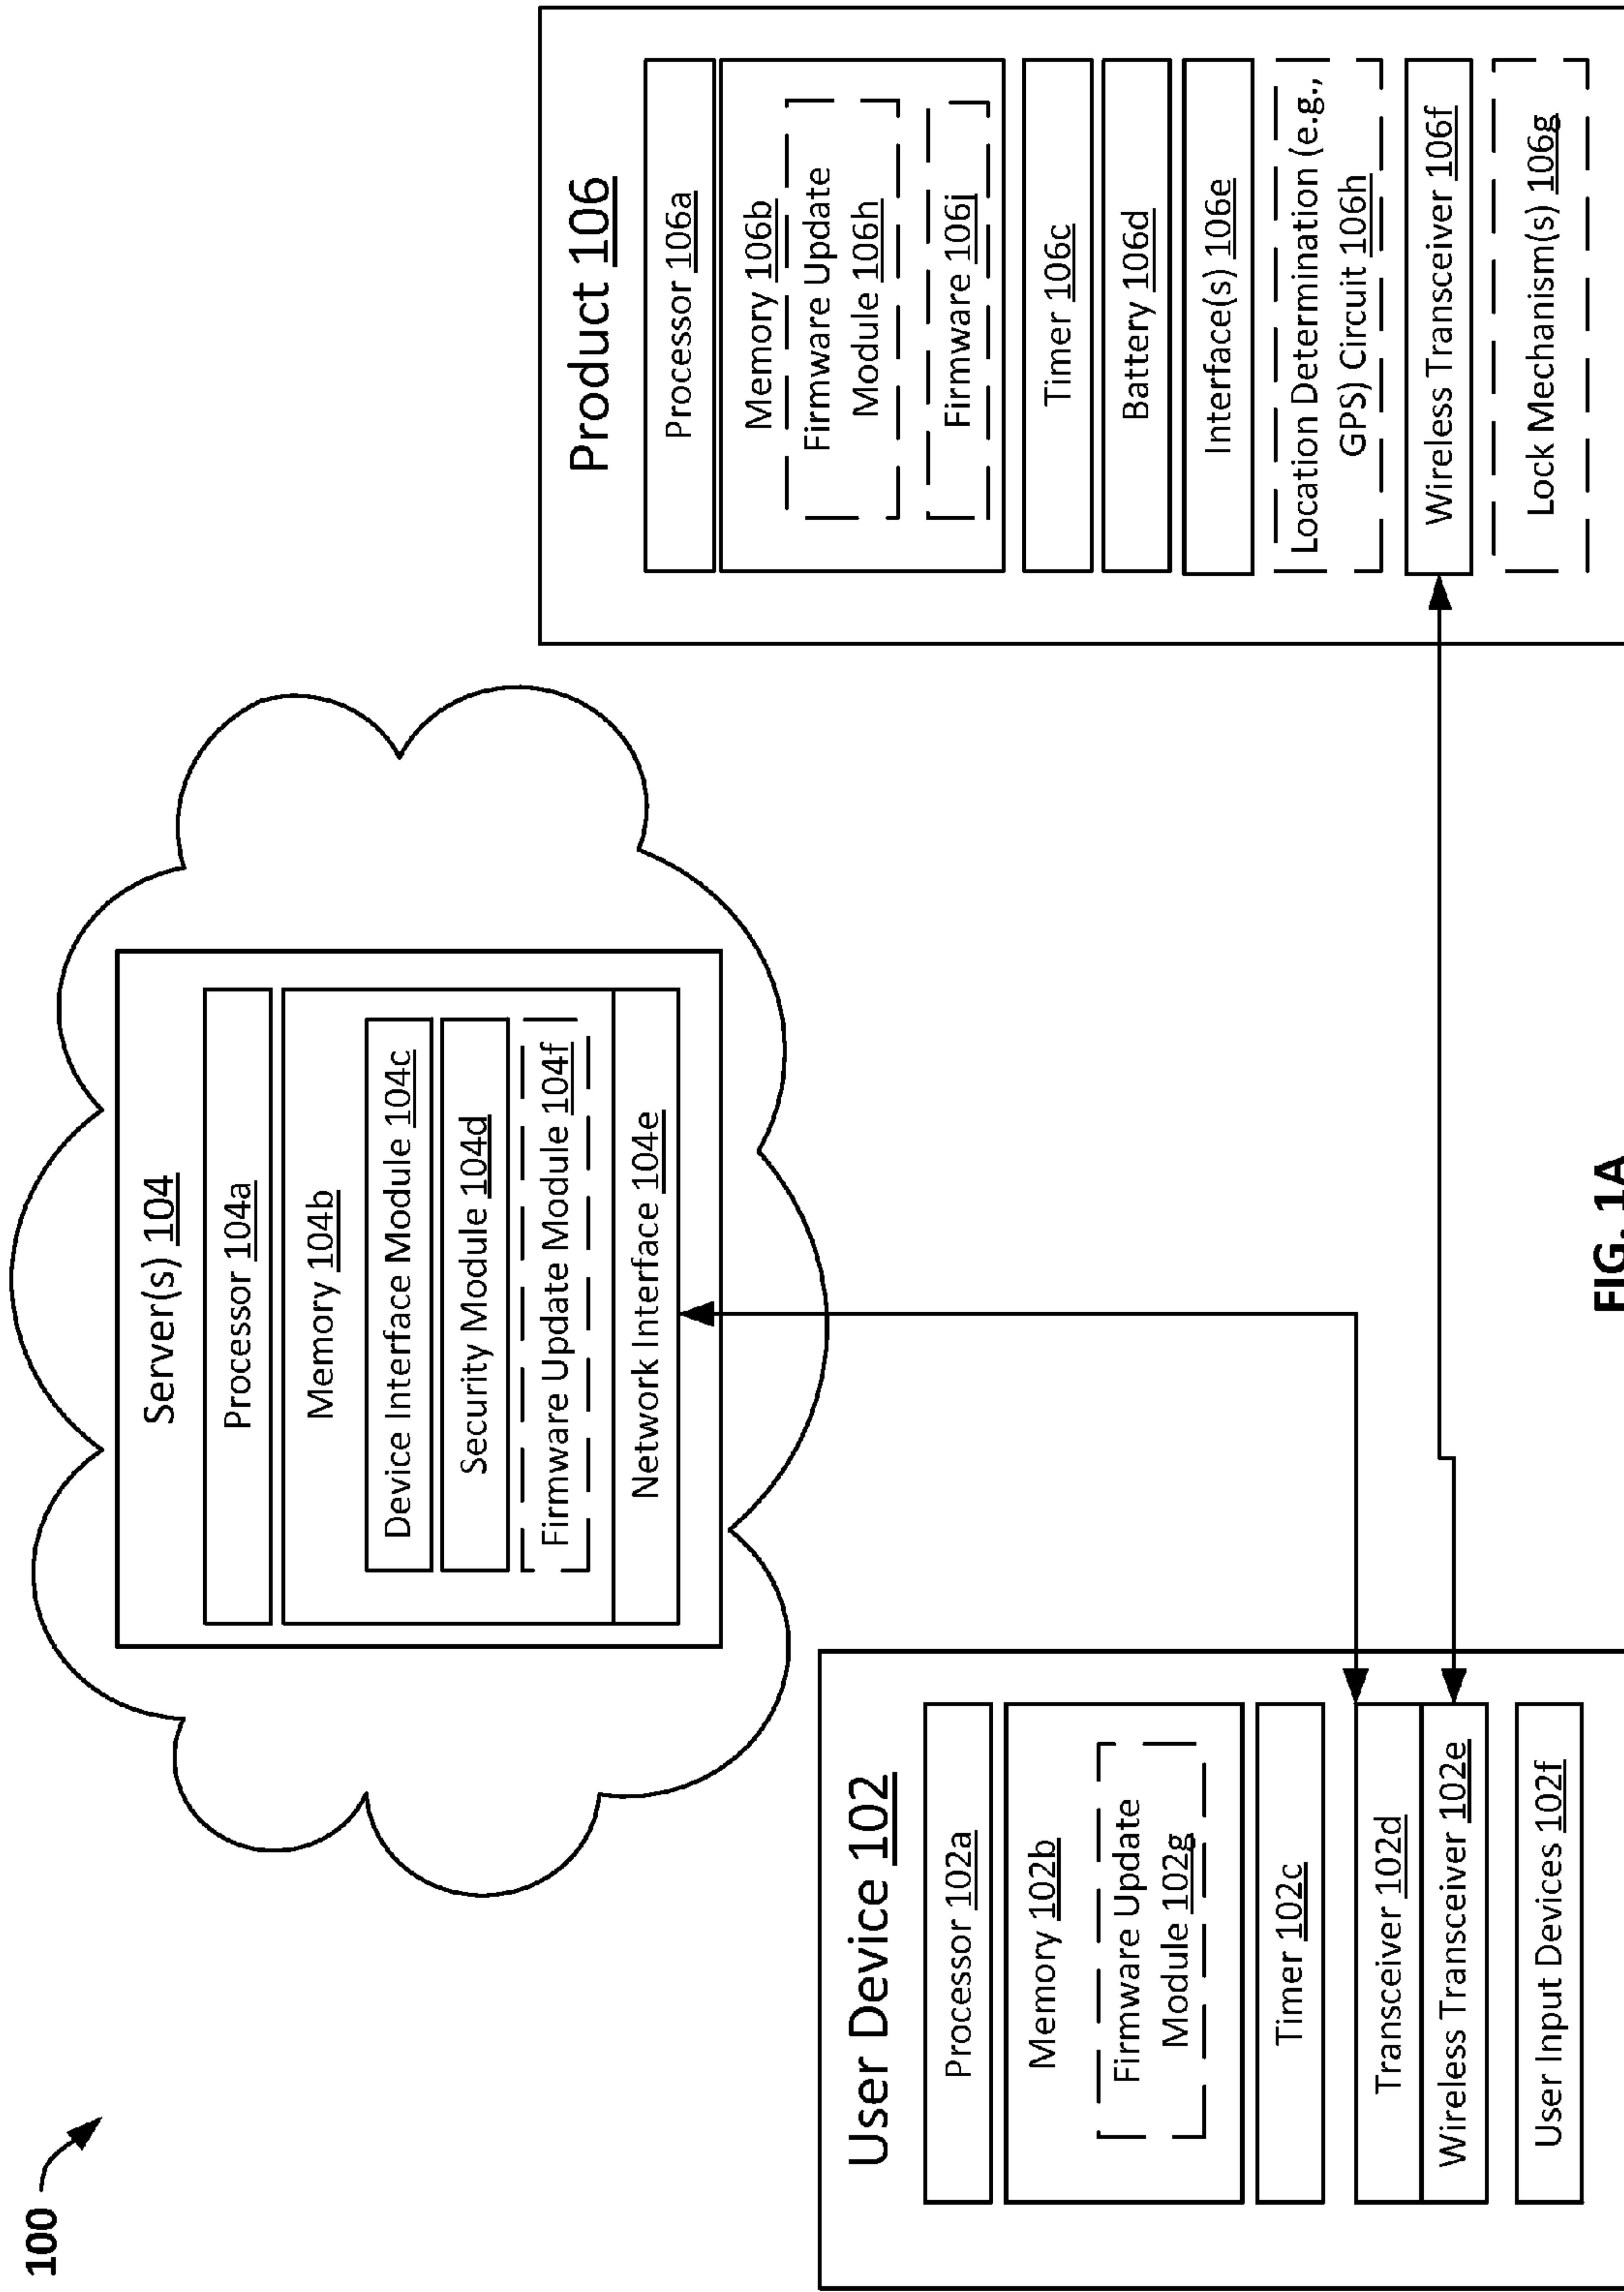 100
Server(s) 104
Processor 104a
Memory 104b
Device Interface Module 104c
Security Module 104d
Firmware Update Module 104f
Network Interface 104e
User Device 102
Processor 102a
Memory 102b
Firmware Update
Module 102g
Timer 102c
Transceiver 102d
Wireless Transceiver 102e
User Input Devices 102f
Product 106
Processor 106a
Memory 106b
Firmware Update
Module 106h
Firmware 106i
Timer 106c
Battery 106d
Interface(s) 106e
Location Determination (e.g.,
GPS) Circuit 106h
Wireless Transceiver 106f
Lock Mechanism(s) 106g
FIG. 1A